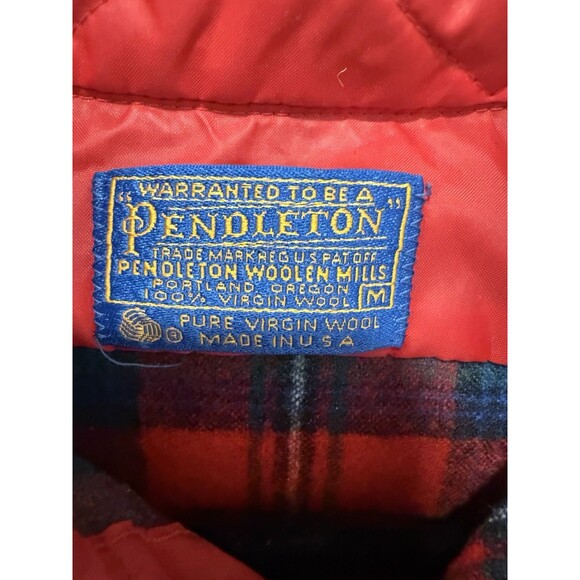 WARRANTED TO BE A
"PENDLETON"
TRADE MARK REG U S PAT OFF
PENDLETON WOOLEN MILLS
PORTLAND, OREGON
100% VIRGIN WOOL M
® PURE VIRGIN WOOL
MADE IN U S A